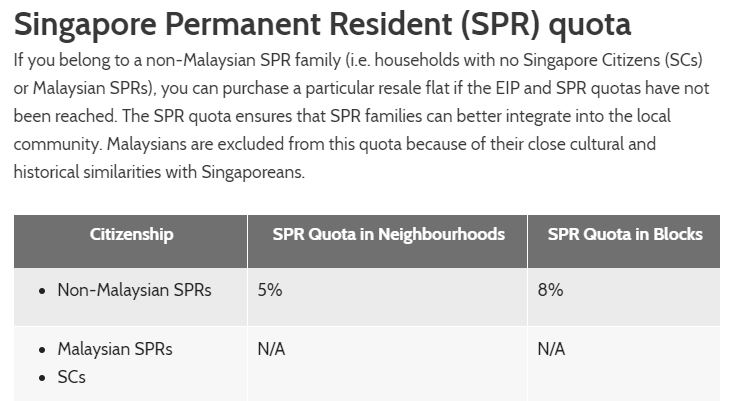 Singapore Permanent Resident (SPR) quota
If you belong to a non-Malaysian SPR family (i.e. households with no Singapore Citizens (SCs)
or Malaysian SPRs), you can purchase a particular resale flat if the EIP and SPR quotas have not
been reached. The SPR quota ensures that SPR families can better integrate into the local
community. Malaysians are excluded from this quota because of their close cultural and
historical similarities with Singaporeans.
Citizenship SPR Quota in Neighbourhoods SPR Quota in Blocks
• Non-Malaysian SPRs 5% 8%
• Malaysian SPRs N/A N/A
• SCs